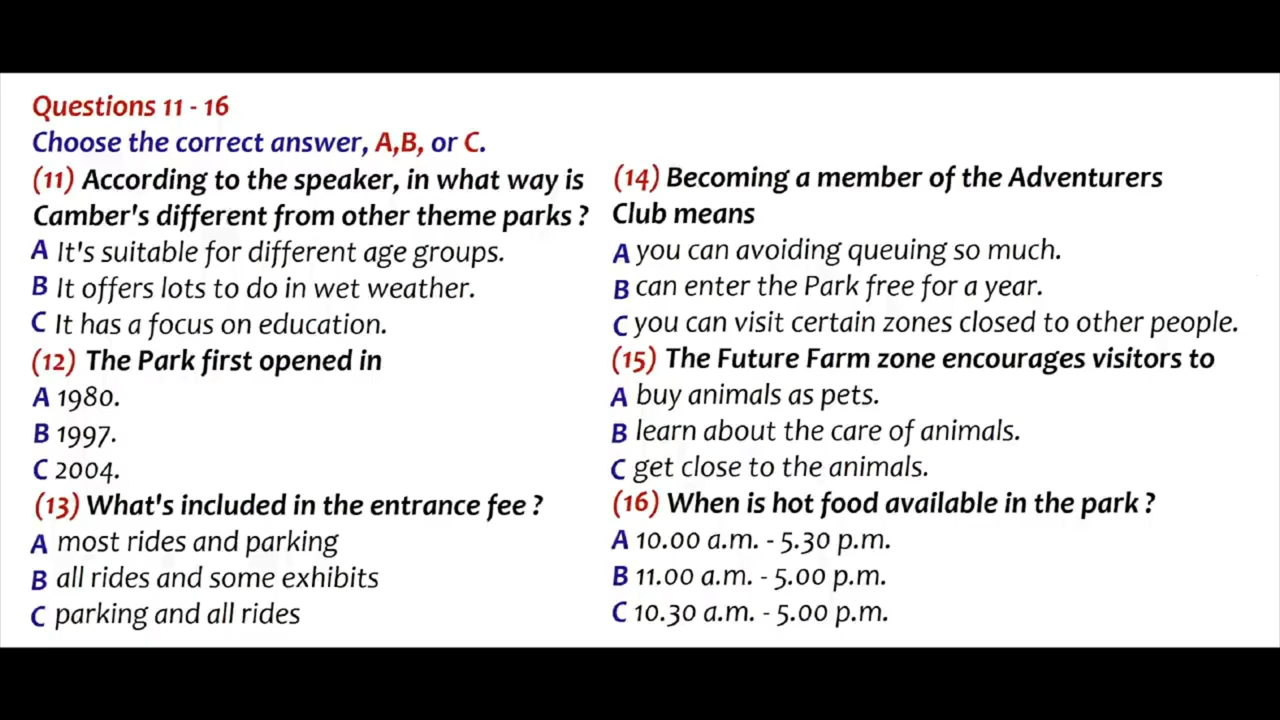 Questions 11 - 16
Choose the correct answer, A,B, or C.
(11) According to the speaker, in what way is
Camber's different from other theme parks ?
A It's suitable for different age groups.
B It offers lots to do in wet weather.
C It has a focus on education.
(12) The Park first opened in
A 1980.
B 1997.
C 2004.
(13) What's included in the entrance fee ?
A most rides and parking
B all rides and some exhibits
C parking and all rides
(14) Becoming a member of the Adventurers
Club means
A you can avoiding queuing so much.
B can enter the Park free for a year.
C you can visit certain zones closed to other people.
(15) The Future Farm zone encourages visitors to
A buy animals as pets.
B learn about the care of animals.
C get close to the animals.
(16) When is hot food available in the park ?
A 10.00 a.m. - 5.30 p.m.
B 11.00 a.m. - 5.00 p.m.
C 10.30 a.m. - 5.00 p.m.